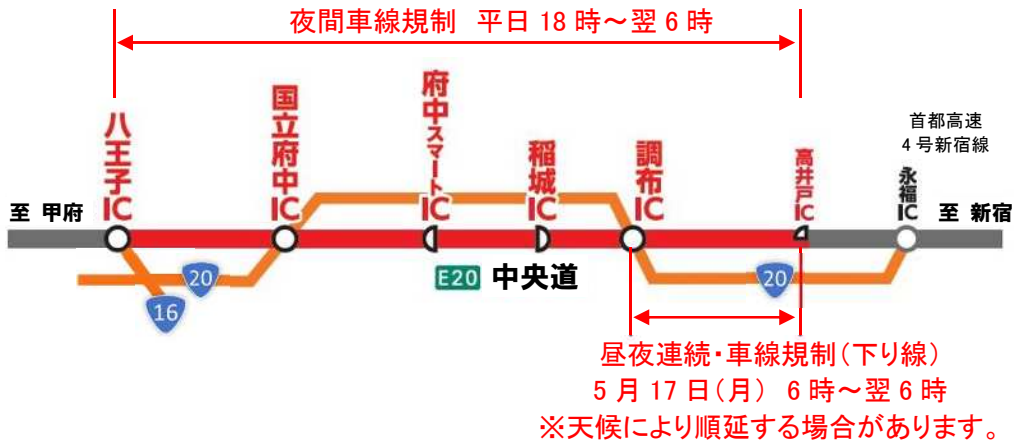 夜間車線規制 平日 18 時～翌 6 時
八王子IC
国立府中IC
府中スマートIC
稲城IC
調布IC
高井戸IC
首都高速
4 号新宿線
永福IC
至 甲府
至 新宿
E20 中央道
20
16
20
昼夜連続・車線規制(下り線)
5 月 17 日(月) 6 時～翌 6 時
※天候により順延する場合があります。